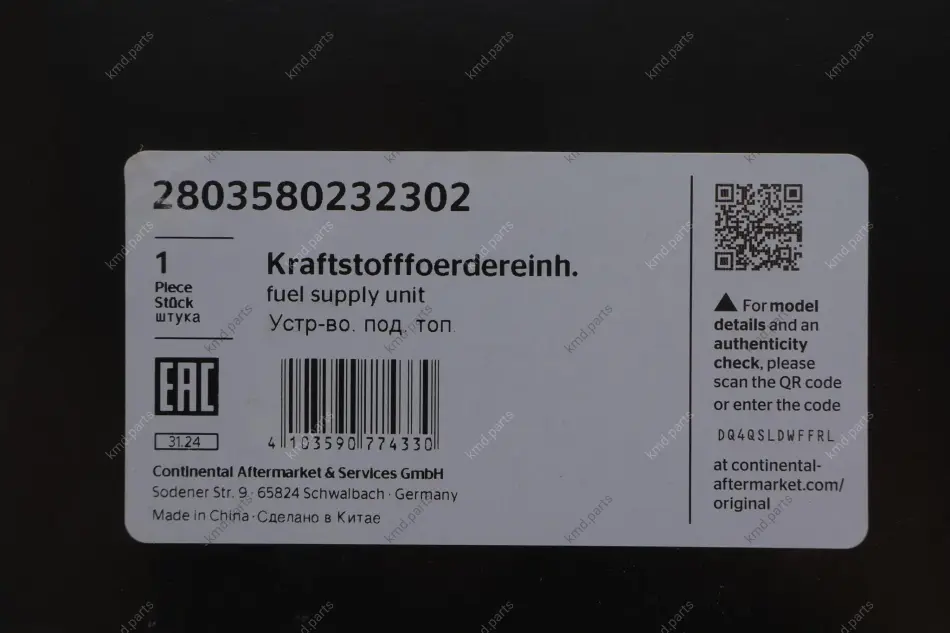 2803580232302
1
Piece
Stück
штука
Kraftstofffoerdereinh.
fuel supply unit
Устр-во. под. топ.
EAC
31.24
4 103590 774330
Continental Aftermarket & Services GmbH
Sodener Str. 9 · 65824 Schwalbach · Germany
Made in China · Сделано в Китае
For model
details and an
authenticity
check, please
scan the QR code
or enter the code
DQ4QSLDWFFRL
at continental-
aftermarket.com/
original
kmd.parts